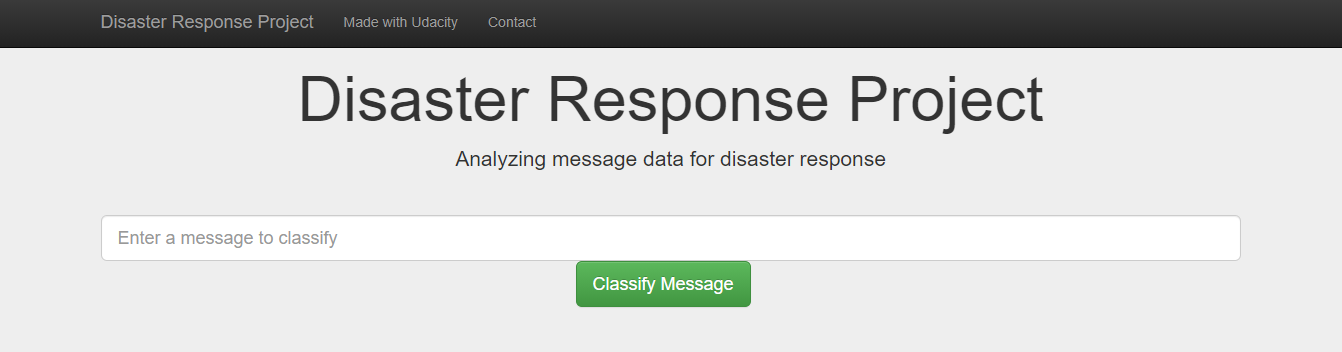 Disaster Response Project Made with Udacity Contact
Disaster Response Project
Analyzing message data for disaster response
Enter a message to classify
Classify Message